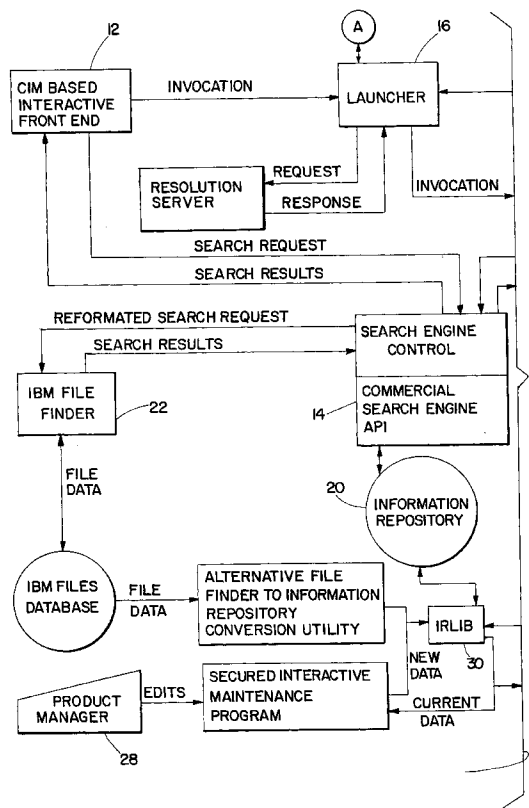 12
A
16
CIM BASED
INTERACTIVE
FRONT END
INVOCATION
LAUNCHER
REQUEST
RESOLUTION
SERVER
RESPONSE
INVOCATION
SEARCH REQUEST
SEARCH RESULTS
REFORMATED SEARCH REQUEST
SEARCH RESULTS
SEARCH ENGINE
CONTROL
IBM FILE
FINDER
22
14
COMMERCIAL
SEARCH ENGINE
API
FILE
DATA
20
INFORMATION
REPOSITORY
IBM FILES
DATABASE
FILE
DATA
ALTERNATIVE FILE
FINDER TO INFORMATION
REPOSITORY
CONVERSION UTILITY
IRLIB
30
NEW
DATA
PRODUCT
MANAGER
28
EDITS
SECURED INTERACTIVE
MAINTENANCE
PROGRAM
CURRENT
DATA